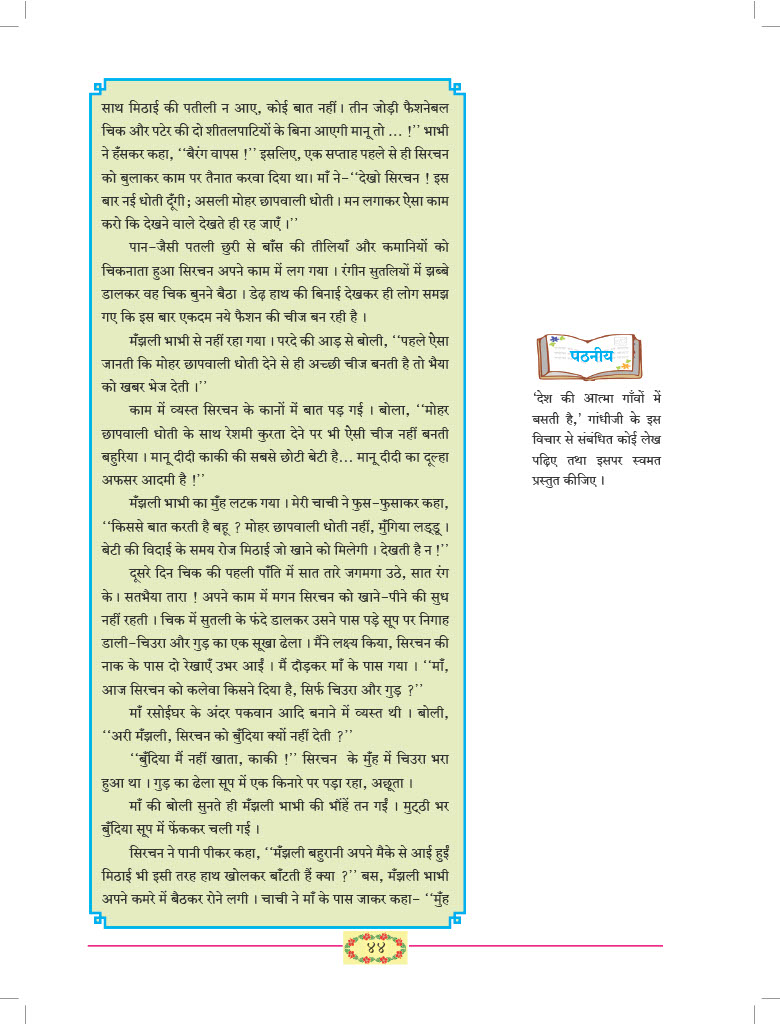 साथ मिठाई की पतीली न आए, कोई बात नहीं । तीन जोड़ी फैशनेबल
चिक और पटेर की दो शीतलपाटियों के बिना आएगी मानू तो ... !’’ भाभी
ने हँसकर कहा, ‘‘बैरंग वापस !’’ इसलिए, एक सप्ताह पहले से ही सिरचन
को बुलाकर काम पर तैनात करवा दिया था। माँ ने-‘‘देखो सिरचन ! इस
बार नई धोती दूँगी; असली मोहर छापवाली धोती । मन लगाकर ऐसा काम
करो कि देखने वाले देखते ही रह जाएँ ।’’
पान-जैसी पतली छुरी से बाँस की तीलियाँ और कमानियों को
चिकनाता हुआ सिरचन अपने काम में लग गया । रंगीन सुतलियों में झब्बे
डालकर वह चिक बुनने बैठा । डेढ़ हाथ की बिनाई देखकर ही लोग समझ
गए कि इस बार एकदम नये फैशन की चीज बन रही है ।
मँझली भाभी से नहीं रहा गया । परदे की आड़ से बोली, ‘‘पहले ऐसा
जानती कि मोहर छापवाली धोती देने से ही अच्छी चीज बनती है तो भैया
को खबर भेज देती ।’’
काम में व्यस्त सिरचन के कानों में बात पड़ गई । बोला, ‘‘मोहर
छापवाली धोती के साथ रेशमी कुरता देने पर भी ऐसी चीज नहीं बनती
बहुरिया । मानू दीदी काकी की सबसे छोटी बेटी है... मानू दीदी का दूल्हा
अफसर आदमी है !’’
मँझली भाभी का मुँह लटक गया । मेरी चाची ने फुस-फुसाकर कहा,
‘‘किससे बात करती है बहू ? मोहर छापवाली धोती नहीं, मुँगिया लड्डू ।
बेटी की विदाई के समय रोज मिठाई जो खाने को मिलेगी । देखती है न !’’
दूसरे दिन चिक की पहली पाँति में सात तारे जगमगा उठे, सात रंग
के । सतभैया तारा ! अपने काम में मगन सिरचन को खाने-पीने की सुध
नहीं रहती । चिक में सुतली के फंदे डालकर उसने पास पड़े सूप पर निगाह
डाली-चिउरा और गुड़ का एक सूखा ढेला । मैंने लक्ष्य किया, सिरचन की
नाक के पास दो रेखाएँ उभर आईं । मैं दौड़कर माँ के पास गया । ‘‘माँ,
आज सिरचन को कलेवा किसने दिया है, सिर्फ चिउरा और गुड़ ?’’
माँ रसोईघर के अंदर पकवान आदि बनाने में व्यस्त थी । बोली,
‘‘अरी मँझली, सिरचन को बुँदिया क्यों नहीं देती ?’’
‘‘बुँदिया मैं नहीं खाता, काकी !’’ सिरचन के मुँह में चिउरा भरा
हुआ था । गुड़ का ढेला सूप में एक किनारे पर पड़ा रहा, अछूता ।
माँ की बोली सुनते ही मँझली भाभी की भौंहें तन गईं । मुट्ठी भर
बुँदिया सूप में फेंककर चली गई ।
सिरचन ने पानी पीकर कहा, ‘‘मँझली बहुरानी अपने मैके से आई हुई
मिठाई भी इसी तरह हाथ खोलकर बाँटती हैं क्या ?’’ बस, मँझली भाभी
अपने कमरे में बैठकर रोने लगी । चाची ने माँ के पास जाकर कहा- ‘‘मुँह
पठनीय
‘देश की आत्मा गाँवों में
बसती है,’ गांधीजी के इस
विचार से संबंधित कोई लेख
पढ़िए तथा इसपर स्वमत
प्रस्तुत कीजिए ।
४४